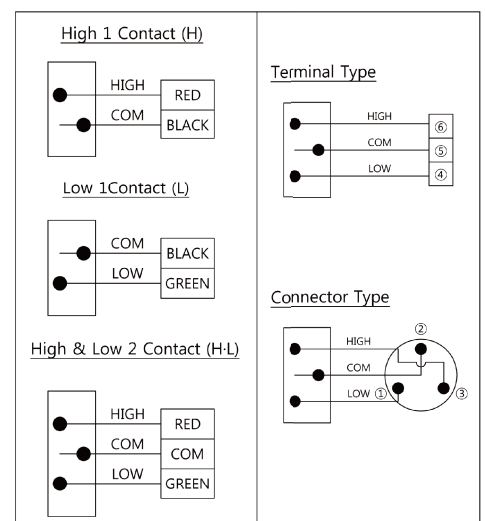 High 1 Contact (H)
HIGH
RED
COM
BLACK
Low 1Contact (L)
COM
BLACK
LOW
GREEN
High & Low 2 Contact (H·L)
HIGH
RED
COM
COM
LOW
GREEN
Terminal Type
HIGH
⑥
COM
⑤
LOW
④
Connector Type
②
HIGH
COM
LOW
①
③